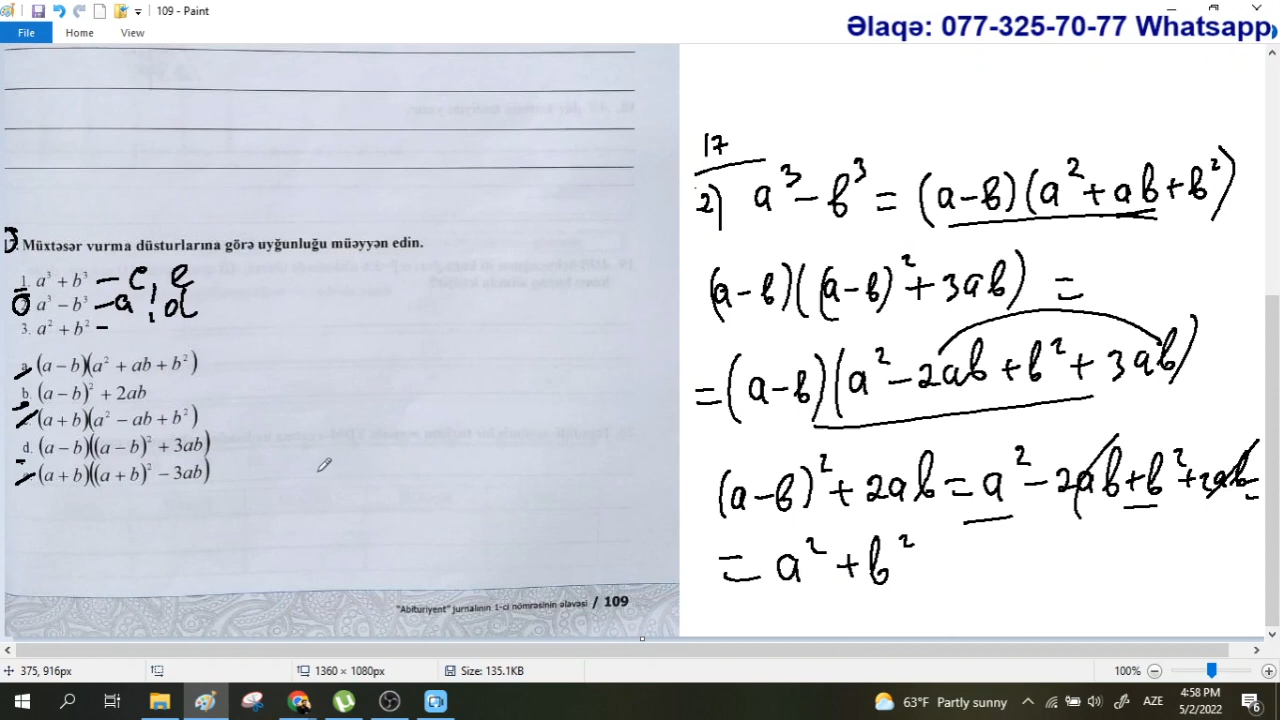 109 - Paint
Əlaqə: 077-325-70-77 Whatsapp
File Home View
17 Müxtəsər vurma düsturlarına görə uyğunluğu müəyyən edin.
1. a³ + b³ – c, e
a³ – b³ – a; d
3. a² + b² –
a. (a – b)(a² + ab + b²)
b. (a – b)² + 2ab
(a + b)(a² – ab + b²)
d. (a – b)((a – b)² + 3ab)
(a + b)((a + b)² – 3ab)
"Abituriyent" jurnalının 1-ci nömrəsinin əlavəsi / 109
17
2) a³ – b³ = (a–b)(a² + ab + b²)
(a–b)((a–b)² + 3ab) =
= (a–b)(a² – 2ab + b² + 3ab)
(a–b)² + 2ab = a² – 2ab + b² + 2ab =
= a² + b²
375, 916px
1360 × 1080px
Size: 135.1KB
100%
63°F Partly sunny
AZE
4:58 PM
5/2/2022
6